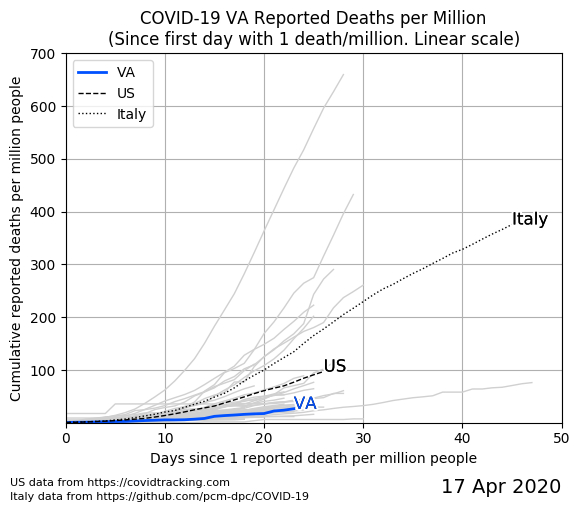 COVID-19 VA Reported Deaths per Million
(Since first day with 1 death/million. Linear scale)
Cumulative reported deaths per million people
700
600
500
400
300
200
100
VA
US
Italy
Italy
US
VA
0
10
20
30
40
50
Days since 1 reported death per million people
US data from https://covidtracking.com
Italy data from https://github.com/pcm-dpc/COVID-19
17 Apr 2020